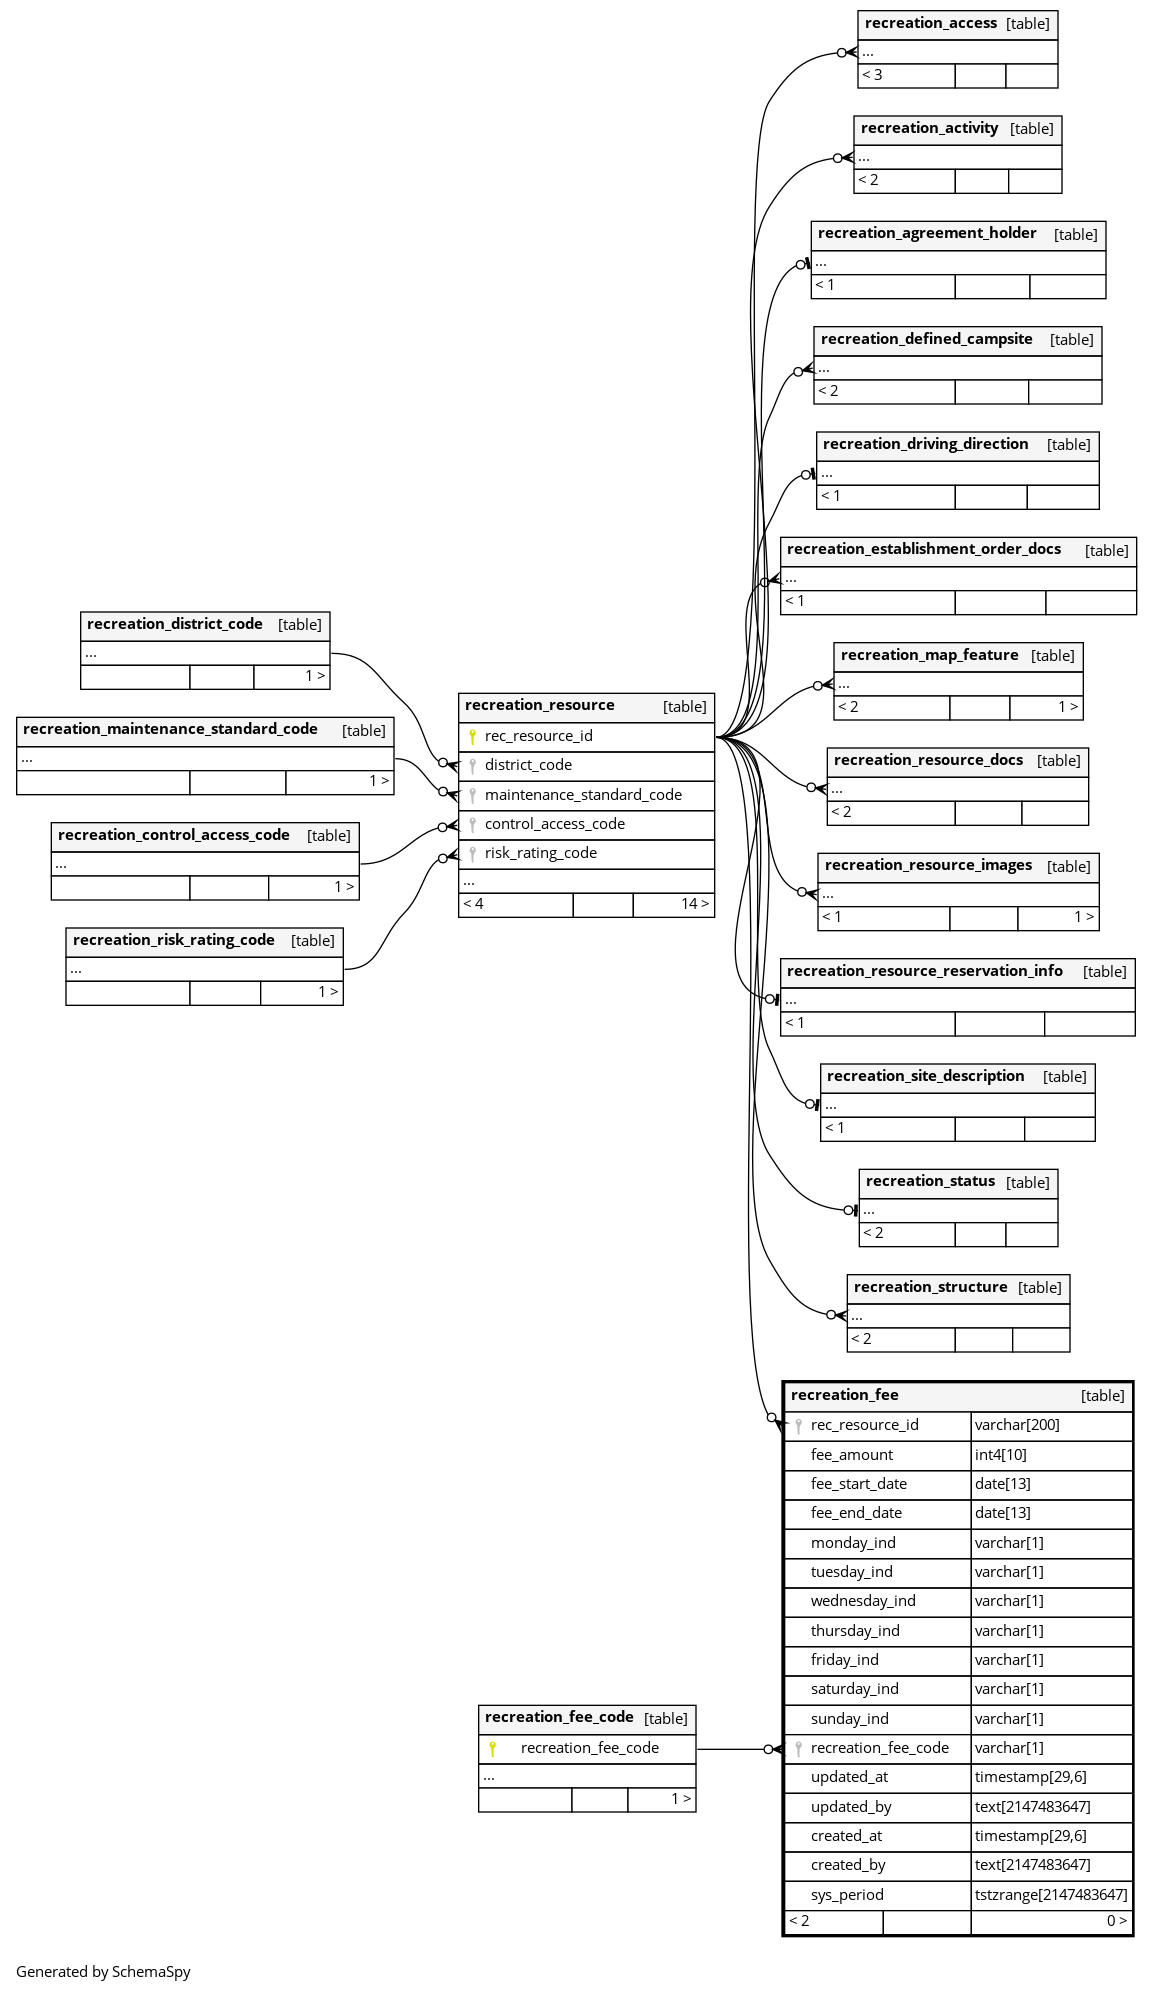 recreation_access [table]
...
< 3
recreation_activity [table]
...
< 2
recreation_agreement_holder [table]
...
< 1
recreation_defined_campsite [table]
...
< 2
recreation_driving_direction [table]
...
< 1
recreation_establishment_order_docs [table]
...
< 1
recreation_district_code [table]
...
1 >
recreation_maintenance_standard_code [table]
...
1 >
recreation_control_access_code [table]
...
1 >
recreation_risk_rating_code [table]
...
1 >
recreation_resource [table]
rec_resource_id
district_code
maintenance_standard_code
control_access_code
risk_rating_code
...
< 4 14 >
recreation_map_feature [table]
...
< 2 1 >
recreation_resource_docs [table]
...
< 2
recreation_resource_images [table]
...
< 1 1 >
recreation_resource_reservation_info [table]
...
< 1
recreation_site_description [table]
...
< 1
recreation_status [table]
...
< 2
recreation_structure [table]
...
< 2
recreation_fee_code [table]
recreation_fee_code
...
1 >
recreation_fee [table]
rec_resource_id varchar[200]
fee_amount int4[10]
fee_start_date date[13]
fee_end_date date[13]
monday_ind varchar[1]
tuesday_ind varchar[1]
wednesday_ind varchar[1]
thursday_ind varchar[1]
friday_ind varchar[1]
saturday_ind varchar[1]
sunday_ind varchar[1]
recreation_fee_code varchar[1]
updated_at timestamp[29,6]
updated_by text[2147483647]
created_at timestamp[29,6]
created_by text[2147483647]
sys_period tstzrange[2147483647]
< 2 0 >
Generated by SchemaSpy